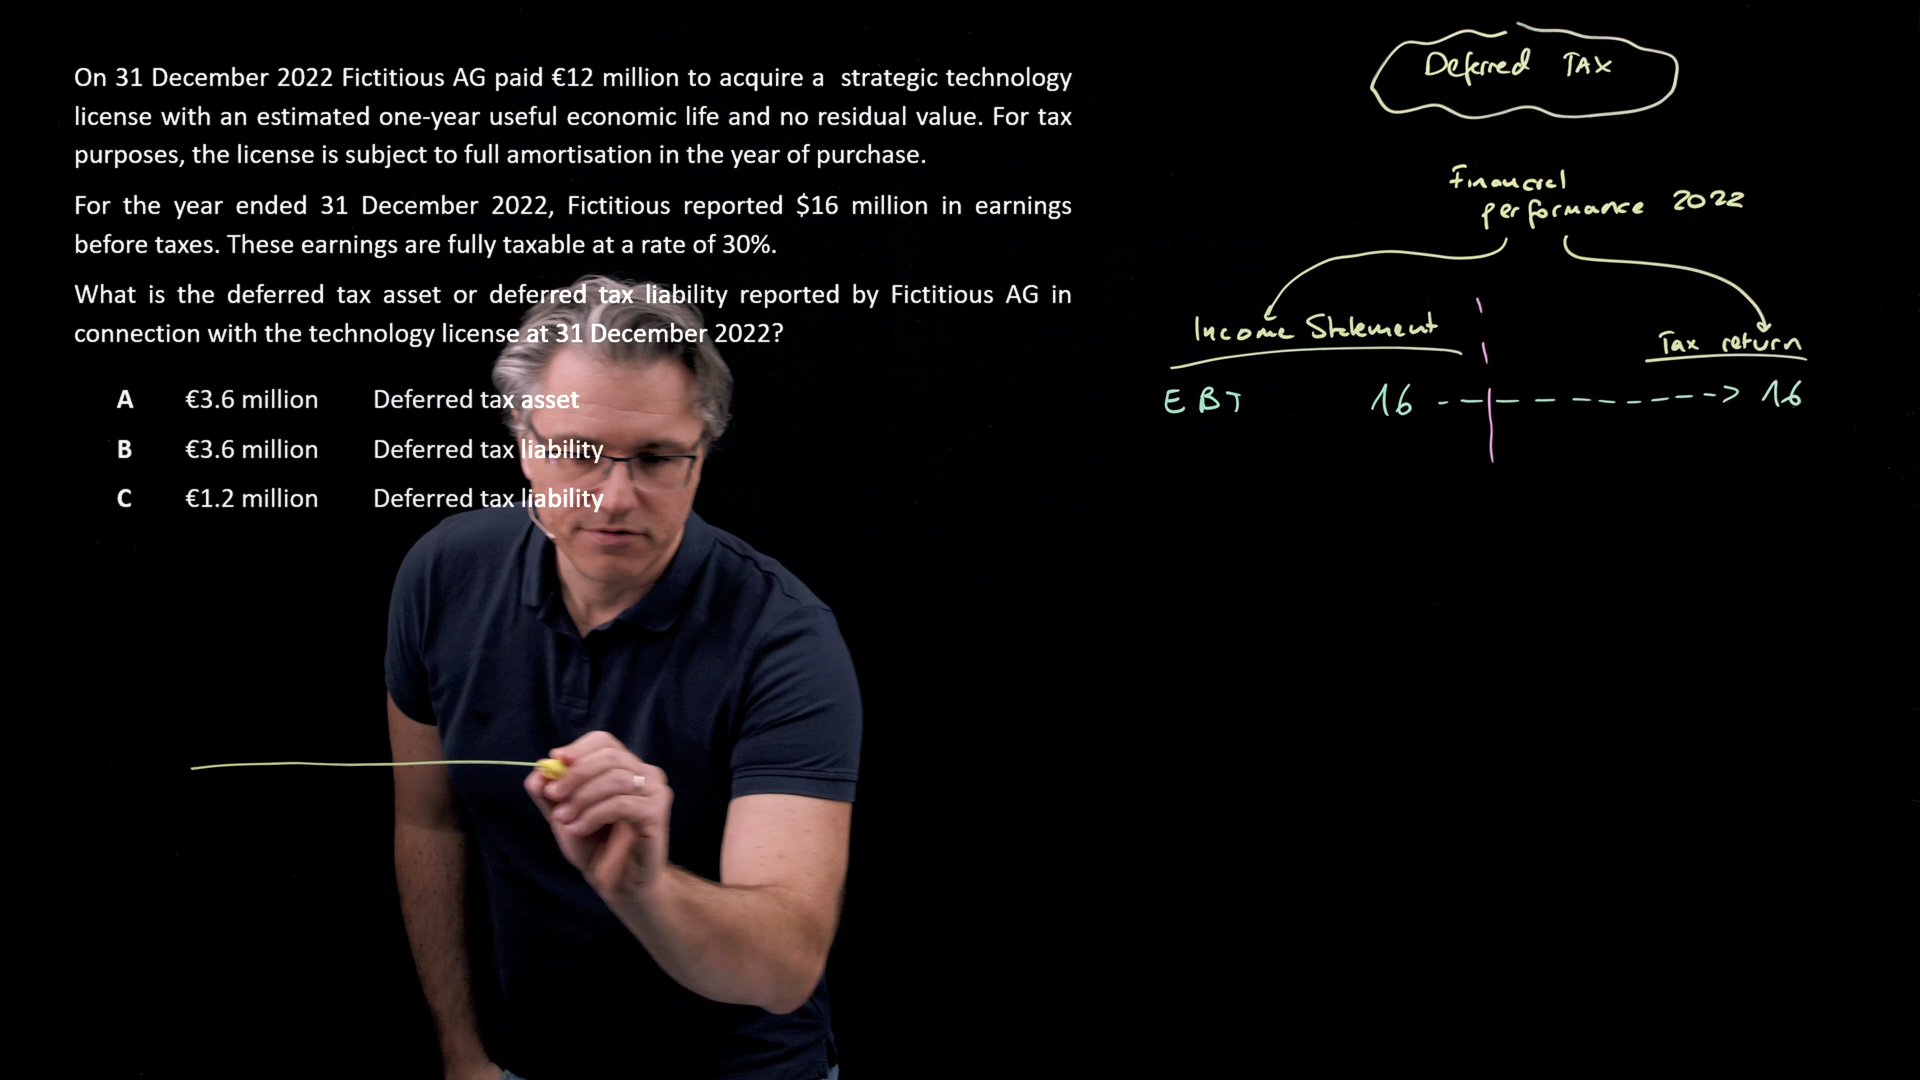 On 31 December 2022 Fictitious AG paid €12 million to acquire a strategic technology
license with an estimated one-year useful economic life and no residual value. For tax
purposes, the license is subject to full amortisation in the year of purchase.
For the year ended 31 December 2022, Fictitious reported $16 million in earnings
before taxes. These earnings are fully taxable at a rate of 30%.
What is the deferred tax asset or deferred tax liability reported by Fictitious AG in
connection with the technology license at 31 December 2022?
A €3.6 million Deferred tax asset
B €3.6 million Deferred tax liability
C €1.2 million Deferred tax liability
Deferred TAX
Financial
performance 2022
Income Statement
Tax return
EBT 16 16